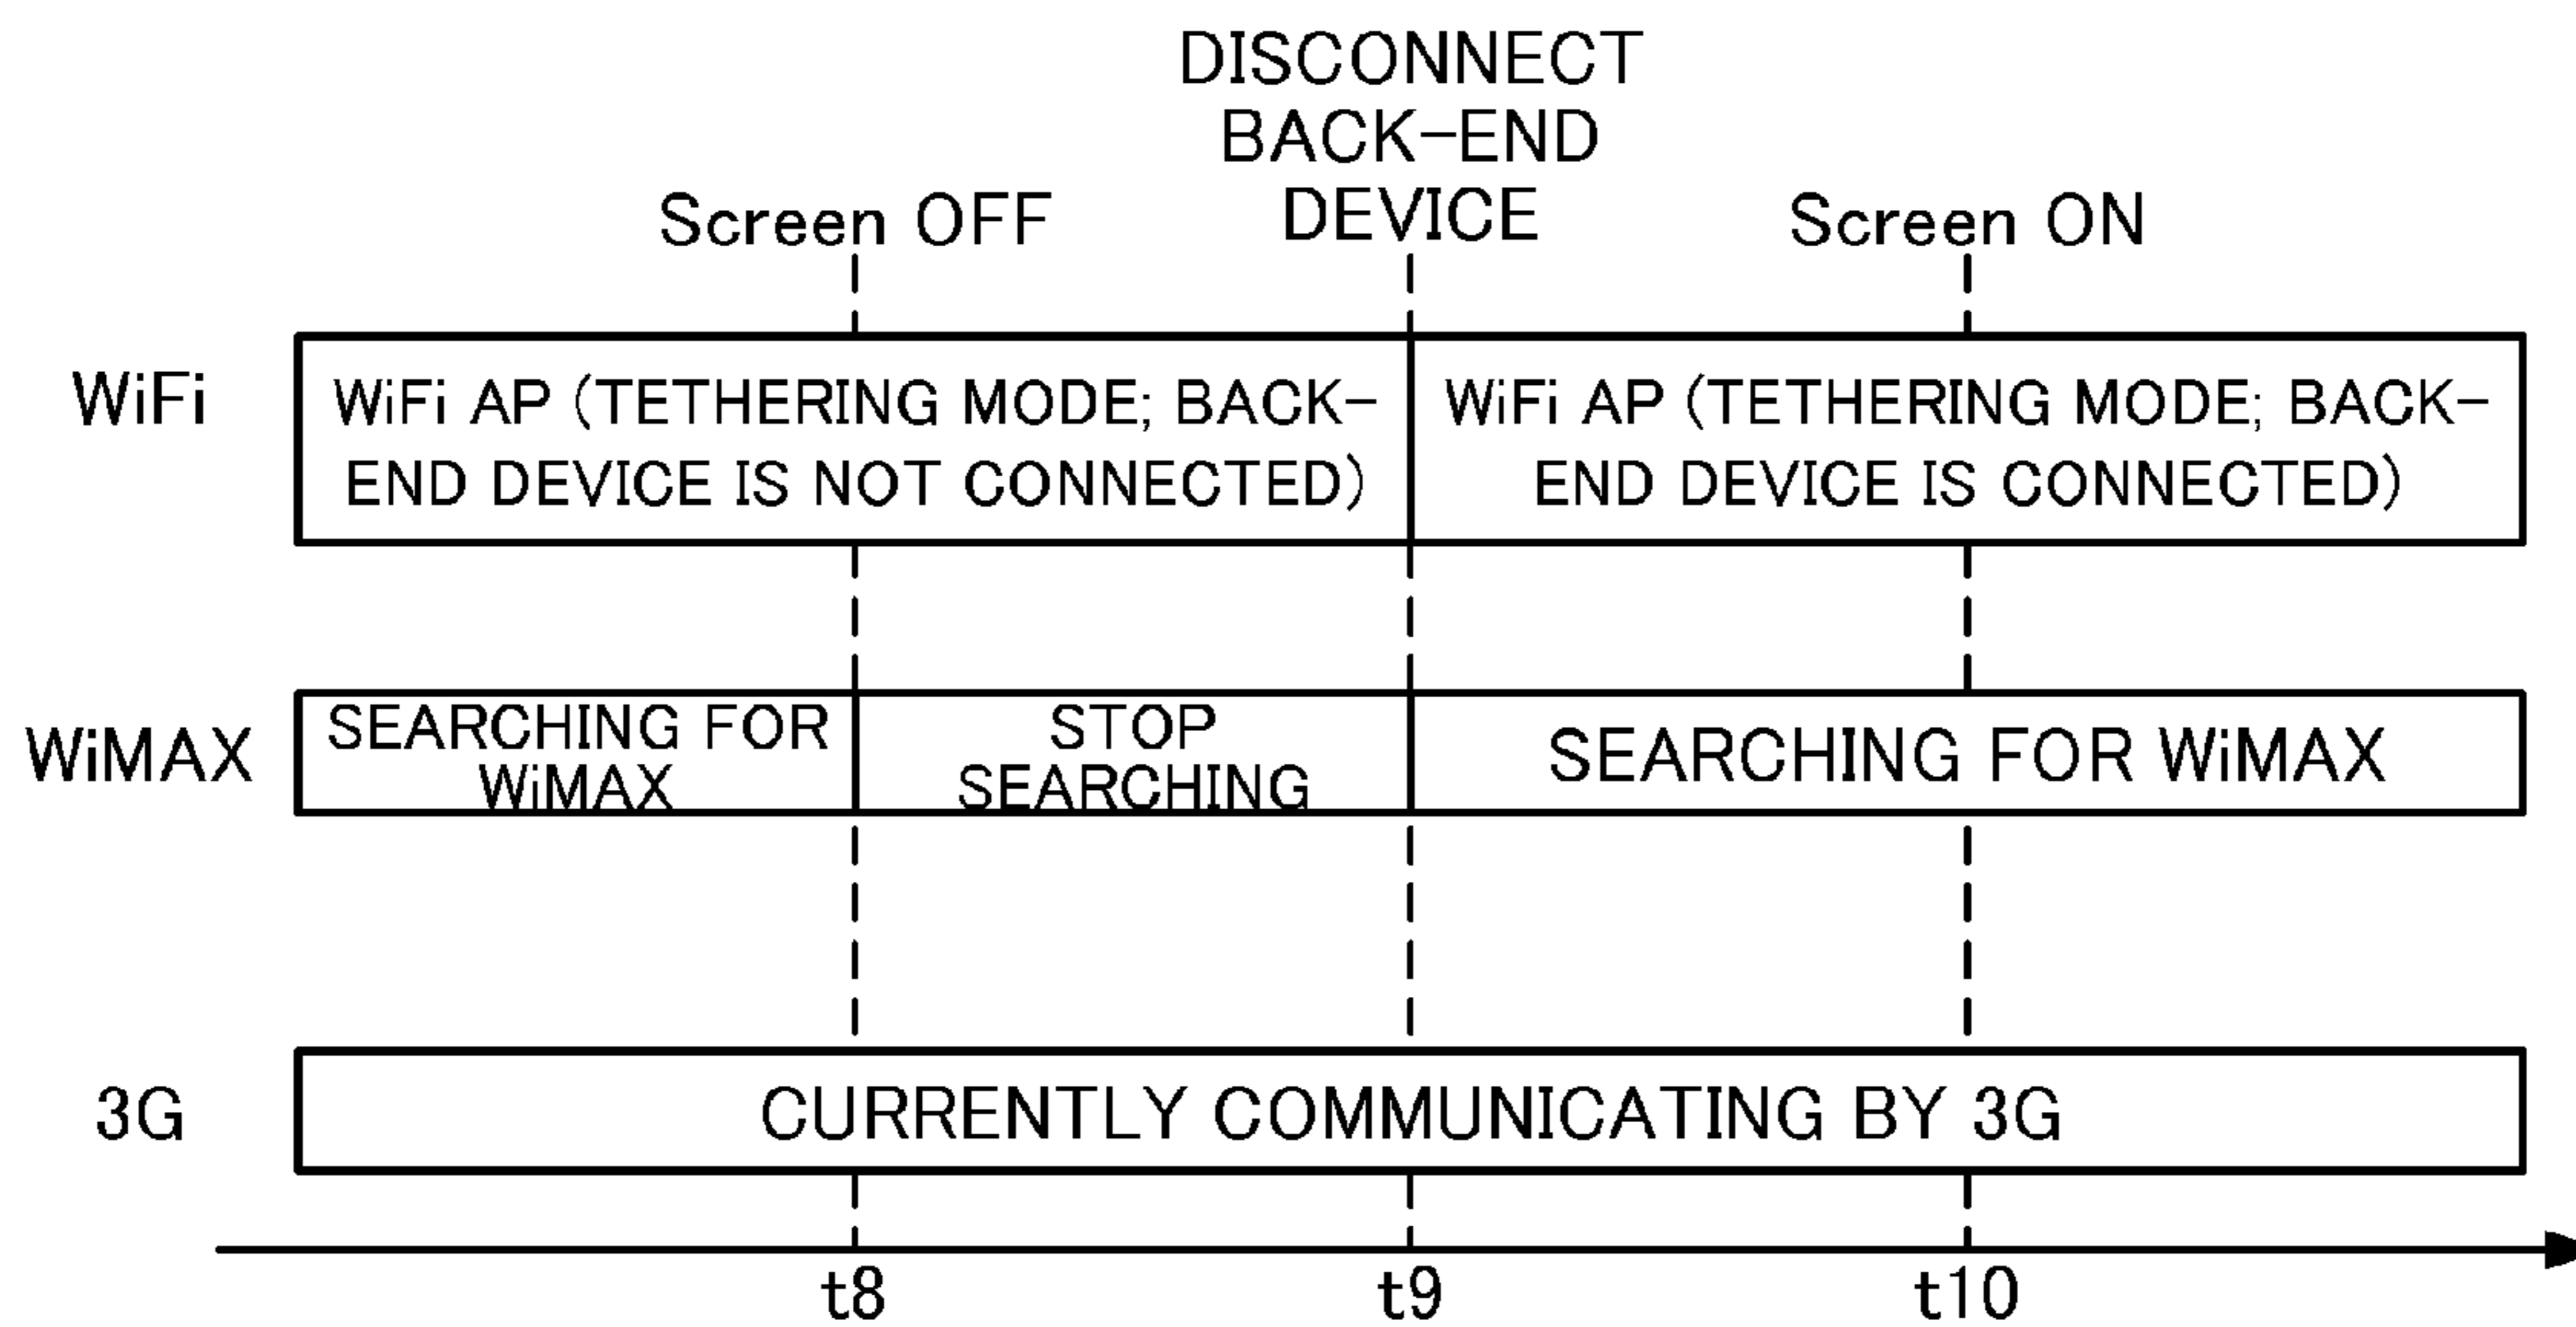 DISCONNECT
BACK-END
DEVICE
Screen OFF
Screen ON
WiFi
WiFi AP (TETHERING MODE; BACK-
END DEVICE IS NOT CONNECTED)
WiFi AP (TETHERING MODE; BACK-
END DEVICE IS CONNECTED)
WiMAX
SEARCHING FOR
WiMAX
STOP
SEARCHING
SEARCHING FOR WiMAX
3G
CURRENTLY COMMUNICATING BY 3G
t8
t9
t10